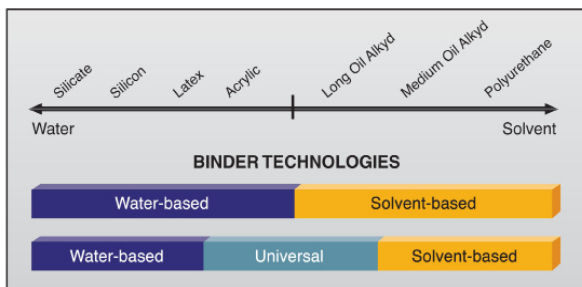 Silicate
Silicon
Latex
Acrylic
Long Oil Alkyd
Medium Oil Alkyd
Polyurethane
Water
Solvent
BINDER TECHNOLOGIES
Water-based
Solvent-based
Water-based
Universal
Solvent-based